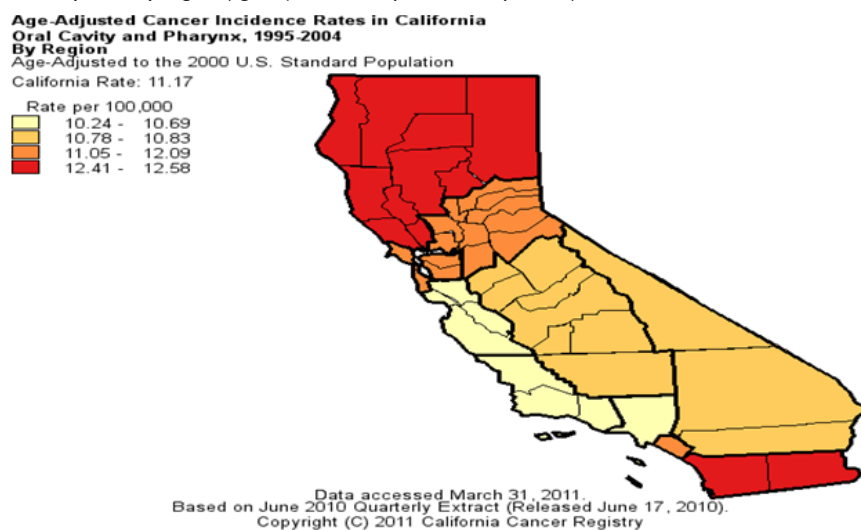 Age-Adjusted Cancer Incidence Rates in California
Oral Cavity and Pharynx, 1995-2004
By Region
Age-Adjusted to the 2000 U.S. Standard Population
California Rate: 11.17
Rate per 100,000
10.24 - 10.69
10.78 - 10.83
11.05 - 12.09
12.41 - 12.58
Data accessed March 31, 2011.
Based on June 2010 Quarterly Extract (Released June 17, 2010).
Copyright (C) 2011 California Cancer Registry